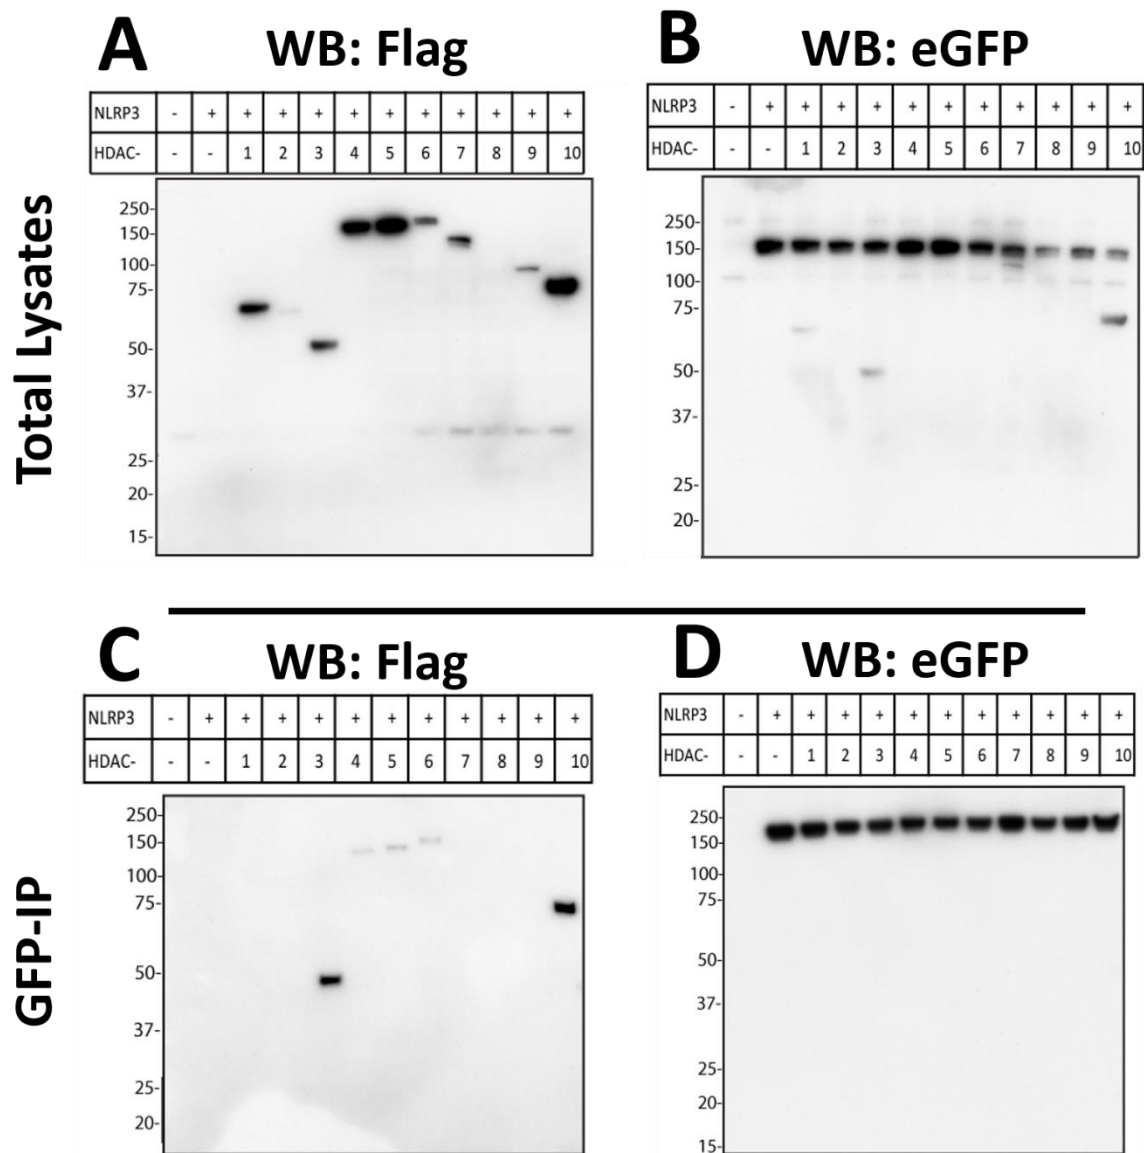 A WB: Flag
NLRP3 - + + + + + + + + + + +
HDAC- - - 1 2 3 4 5 6 7 8 9 10
250-
150-
100-
75-
50-
37-
25-
20-
15-
B WB: eGFP
NLRP3 - + + + + + + + + + + +
HDAC- - - 1 2 3 4 5 6 7 8 9 10
250-
150-
100-
75-
50-
37-
25-
20-
Total Lysates
C WB: Flag
NLRP3 - + + + + + + + + + + +
HDAC- - - 1 2 3 4 5 6 7 8 9 10
250-
150-
100-
75-
50-
37-
25-
20-
D WB: eGFP
NLRP3 - + + + + + + + + + + +
HDAC- - - 1 2 3 4 5 6 7 8 9 10
250-
150-
100-
75-
50-
37-
25-
20-
15-
GFP-IP